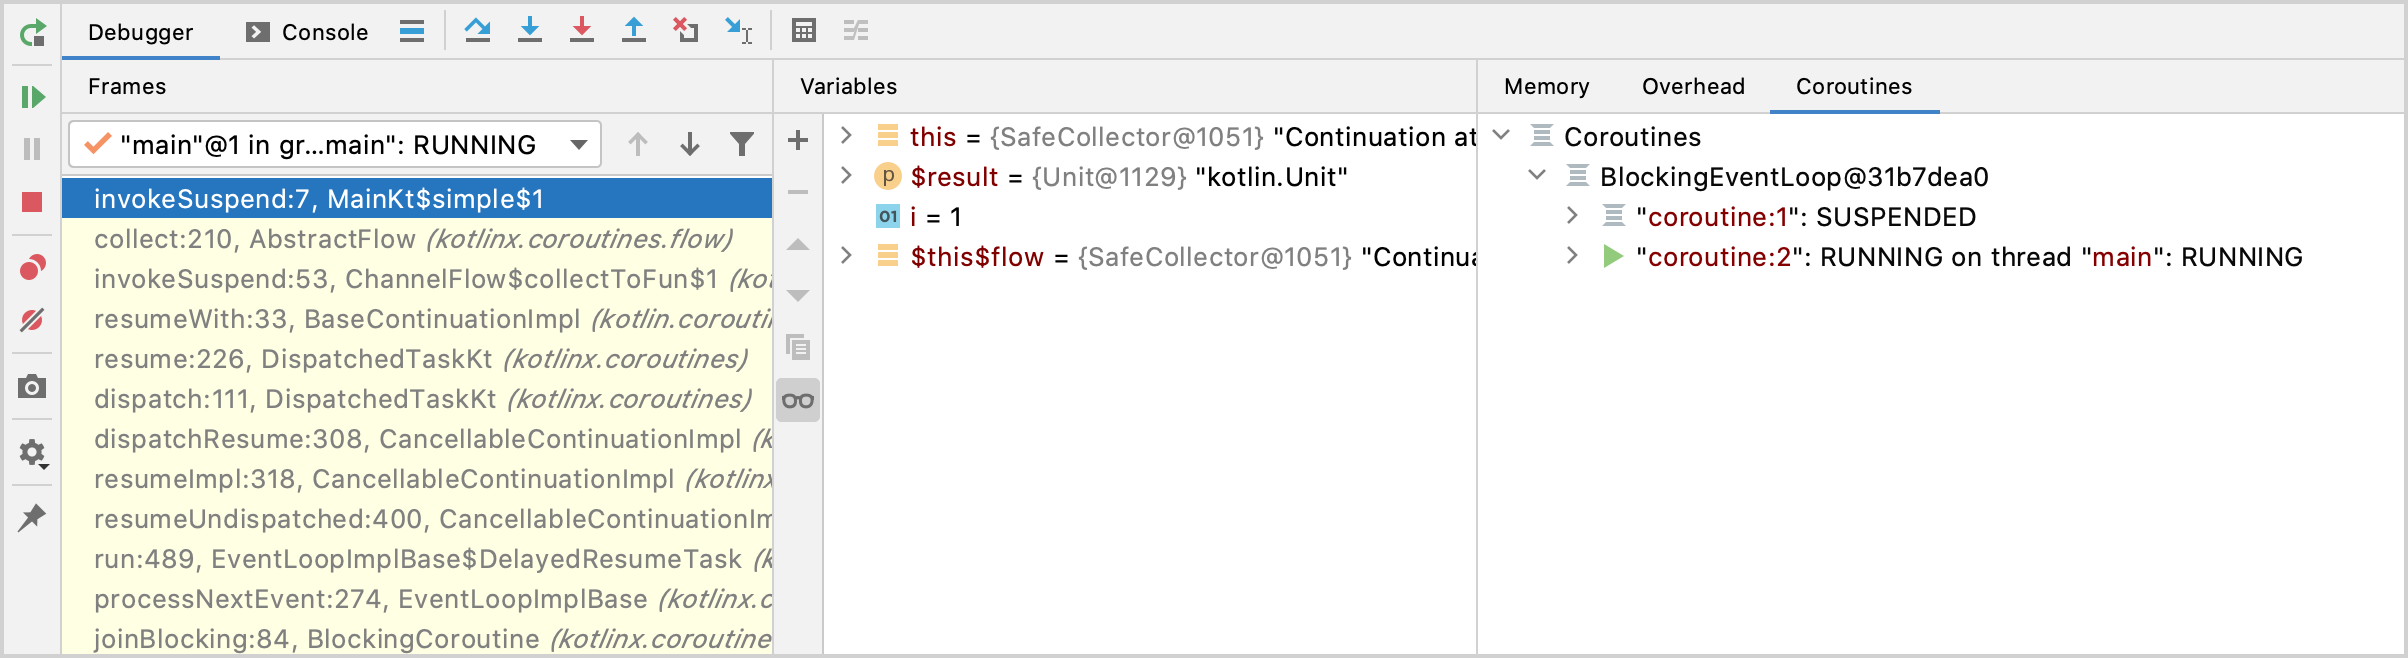 Debugger Console
Frames
Variables
Memory Overhead Coroutines
"main"@1 in gr...main": RUNNING
invokeSuspend:7, MainKt$simple$1
collect:210, AbstractFlow (kotlinx.coroutines.flow)
invokeSuspend:53, ChannelFlow$collectToFun$1 (kot
resumeWith:33, BaseContinuationImpl (kotlin.corouti
resume:226, DispatchedTaskKt (kotlinx.coroutines)
dispatch:111, DispatchedTaskKt (kotlinx.coroutines)
dispatchResume:308, CancellableContinuationImpl (k
resumeImpl:318, CancellableContinuationImpl (kotlinx
resumeUndispatched:400, CancellableContinuationIm
run:489, EventLoopImplBase$DelayedResumeTask (k
processNextEvent:274, EventLoopImplBase (kotlinx.c
joinBlocking:84, BlockingCoroutine (kotlinx.coroutine
this = {SafeCollector@1051} "Continuation at
p $result = {Unit@1129} "kotlin.Unit"
01 i = 1
$this$flow = {SafeCollector@1051} "Continua
Coroutines
BlockingEventLoop@31b7dea0
"coroutine:1": SUSPENDED
"coroutine:2": RUNNING on thread "main": RUNNING